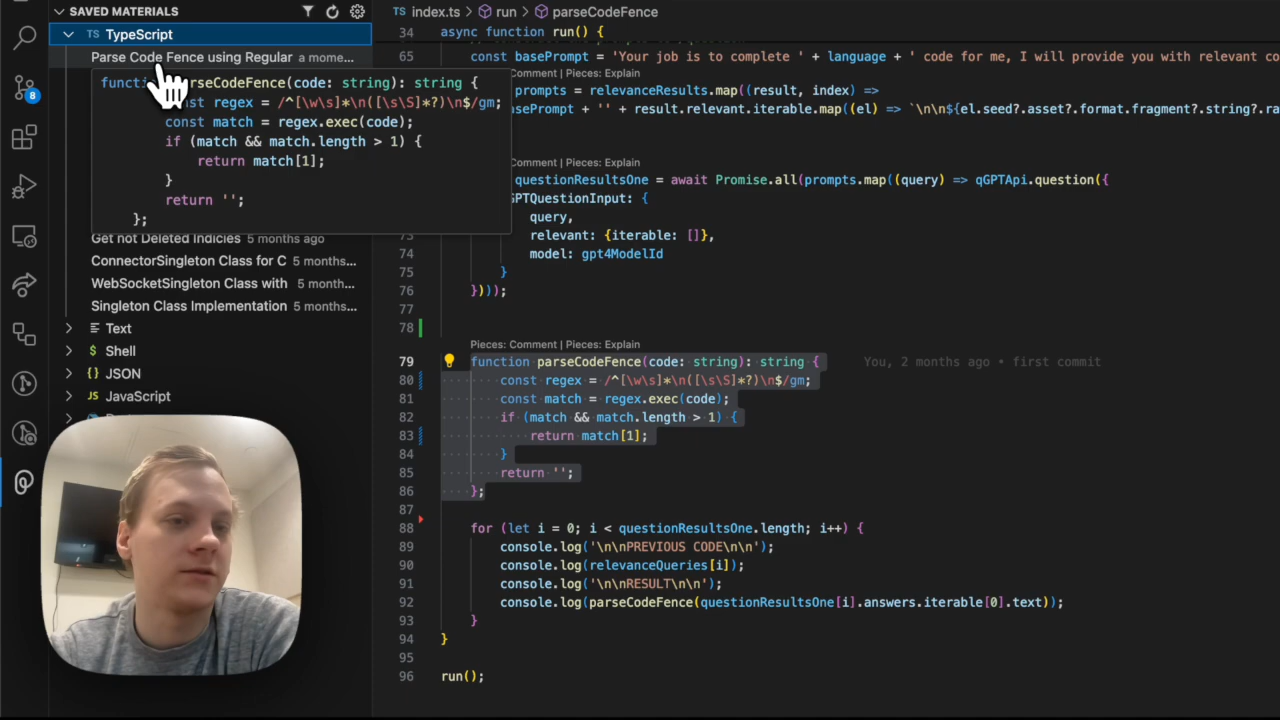 SAVED MATERIALS
TypeScript
TS
Parse Code Fence using Regular a mome...
function parseCodeFence(code: string): string {
const regex = /^[\w\s]*\n([\s\S]*?)\n$/gm;
const match = regex.exec(code);
if (match && match.length > 1) {
return match[1];
}
return '';
};
Get not Deleted Indicies 5 months ago
ConnectorSingleton Class for C 5 months...
WebSocketSingleton Class with 5 months...
Singleton Class Implementation 5 months...
Text
$ Shell
{} JSON
JS JavaScript
8
TS index.ts > run > parseCodeFence
34 async function run() {
65 const basePrompt = 'Your job is to complete ' + language + ' code for me, I will provide you with relevant co
Comment | Pieces: Explain
prompts = relevanceResults.map((result, index) =>
basePrompt + '' + result.relevant.iterable.map((el) => `\n\n${el.seed?.asset?.format.fragment?.string?.ra
Comment | Pieces: Explain
questionResultsOne = await Promise.all(prompts.map((query) => qGPTApi.question({
GPTQuestionInput: {
query,
73 relevant: {iterable: []},
74 model: gpt4ModelId
75 }
76 })));
77
78
Pieces: Comment | Pieces: Explain
79 function parseCodeFence(code: string): string { You, 2 months ago • first commit
80 const regex = /^[\w\s]*\n([\s\S]*?)\n$/gm;
81 const match = regex.exec(code);
82 if (match && match.length > 1) {
83 return match[1];
84 }
85 return '';
86 };
87
88 for (let i = 0; i < questionResultsOne.length; i++) {
89 console.log('\n\nPREVIOUS CODE\n\n');
90 console.log(relevanceQueries[i]);
91 console.log('\n\nRESULT\n\n');
92 console.log(parseCodeFence(questionResultsOne[i].answers.iterable[0].text));
93 }
94 }
95
96 run();